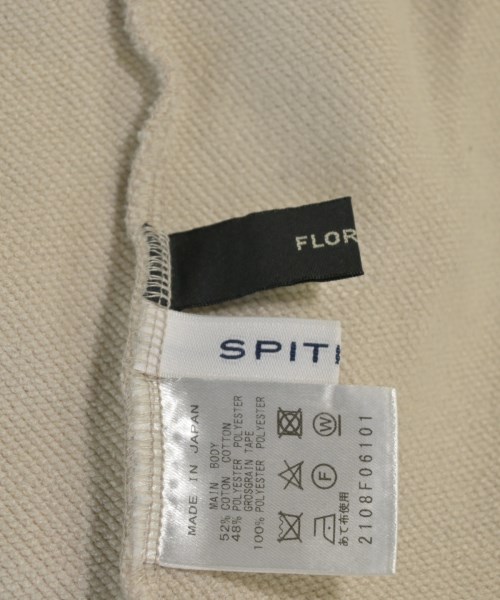 FLOR
SPITI
MADE IN JAPAN
MAIN BODY
52% COTON COTTON
48% POLYESTER POLYESTER
GROSGRAIN TAPE
100% POLYESTER POLYESTER
W
F
あて布使用
2108F06101